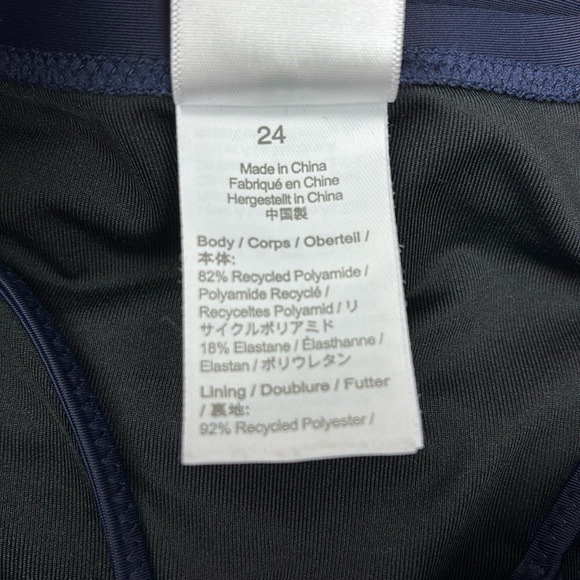 24
Made in China
Fabriqué en Chine
Hergestellt in China
中国製
Body / Corps / Oberteil /
本体:
82% Recycled Polyamide /
Polyamide Recyclé /
Recyceltes Polyamid / リ
サイクルポリアミド
18% Elastane / Élasthanne /
Elastan / ポリウレタン
Lining / Doublure / Futter
/ 裏地:
92% Recycled Polyester /